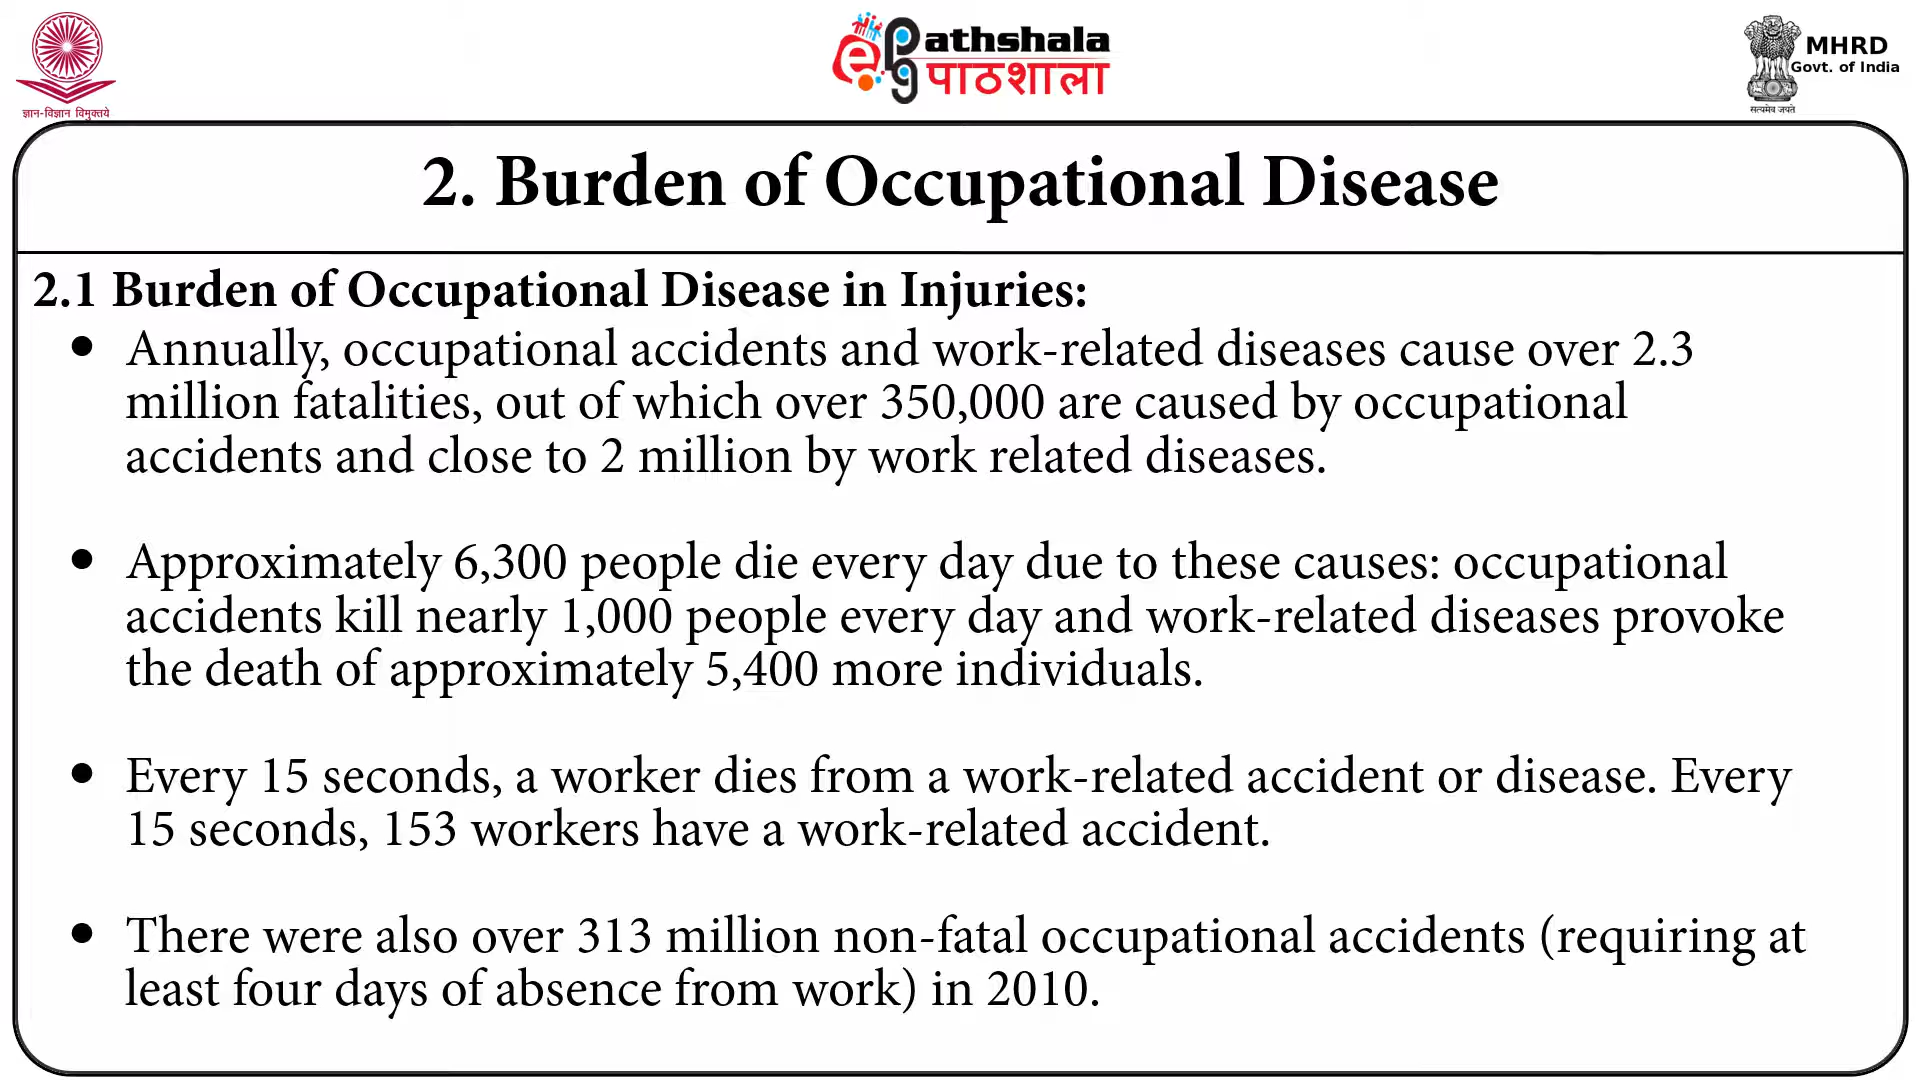 ज्ञान-विज्ञान विमुक्तये
ePG Pathshala
पाठशाला
MHRD
Govt. of India
सत्यमेव जयते
2. Burden of Occupational Disease
2.1 Burden of Occupational Disease in Injuries:
• Annually, occupational accidents and work-related diseases cause over 2.3
million fatalities, out of which over 350,000 are caused by occupational
accidents and close to 2 million by work related diseases.
• Approximately 6,300 people die every day due to these causes: occupational
accidents kill nearly 1,000 people every day and work-related diseases provoke
the death of approximately 5,400 more individuals.
• Every 15 seconds, a worker dies from a work-related accident or disease. Every
15 seconds, 153 workers have a work-related accident.
• There were also over 313 million non-fatal occupational accidents (requiring at
least four days of absence from work) in 2010.